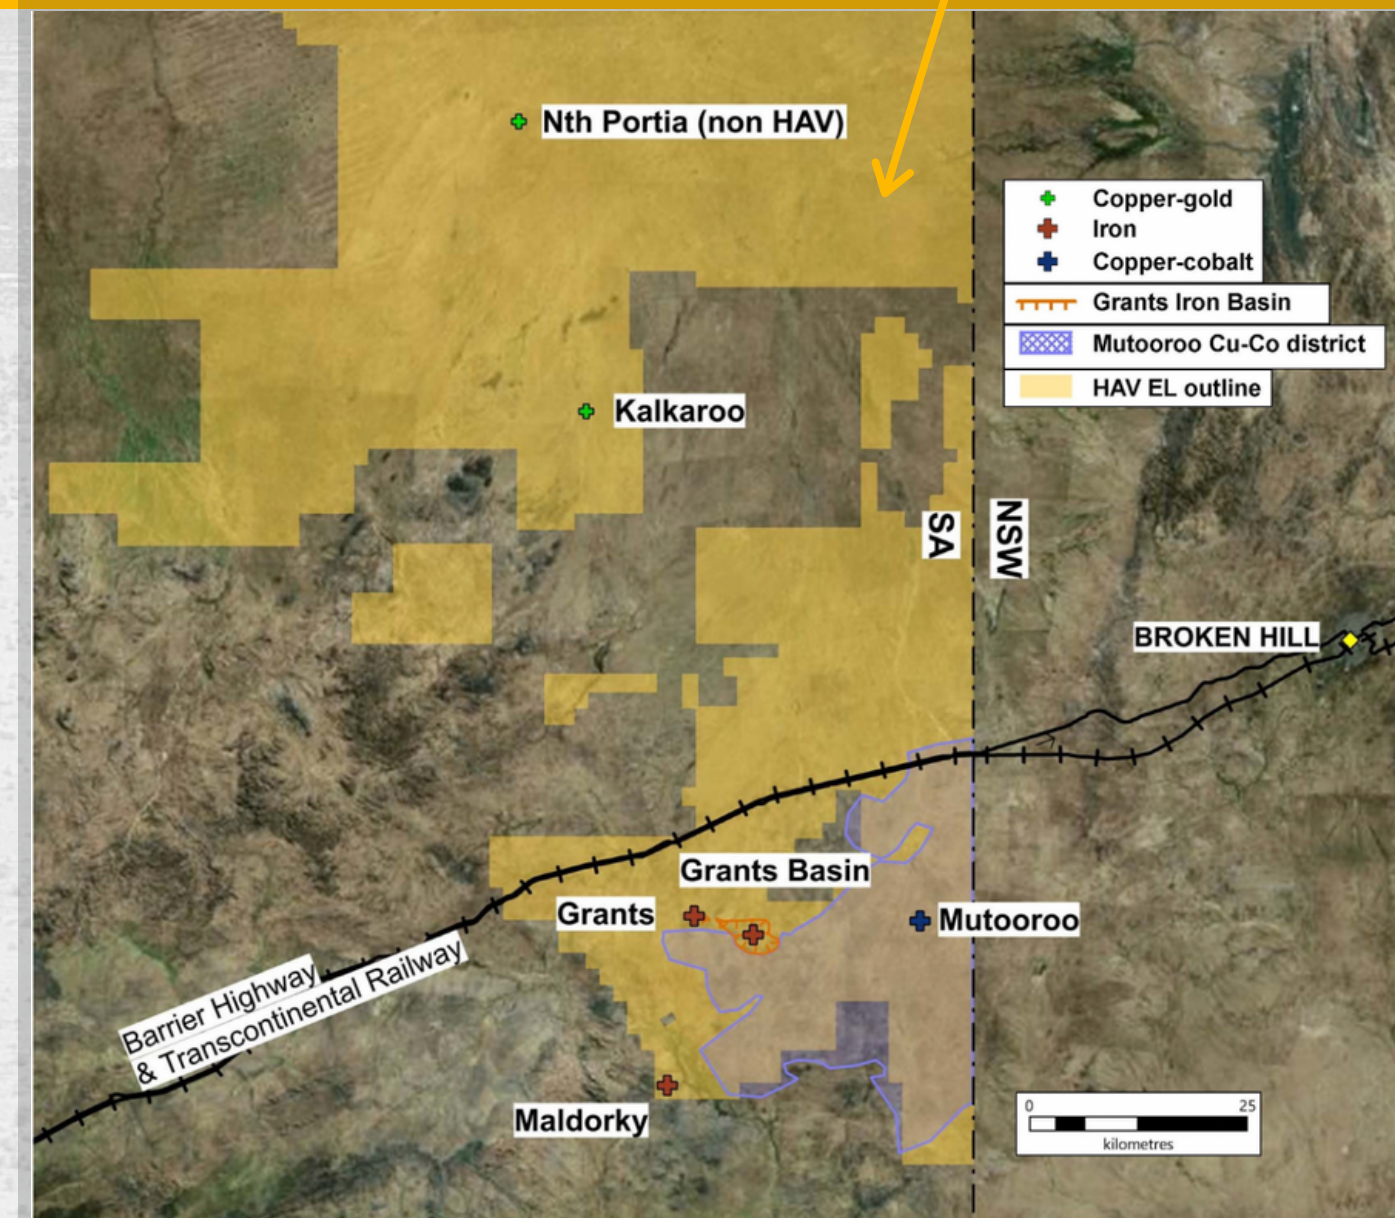 Nth Portia (non HAV)
Copper-gold
Iron
Copper-cobalt
Grants Iron Basin
Mutooroo Cu-Co district
HAV EL outline
Kalkaroo
SA
NSW
BROKEN HILL
Grants Basin
Grants
Mutooroo
Barrier Highway
& Transcontinental Railway
Maldorky
0 25
kilometres